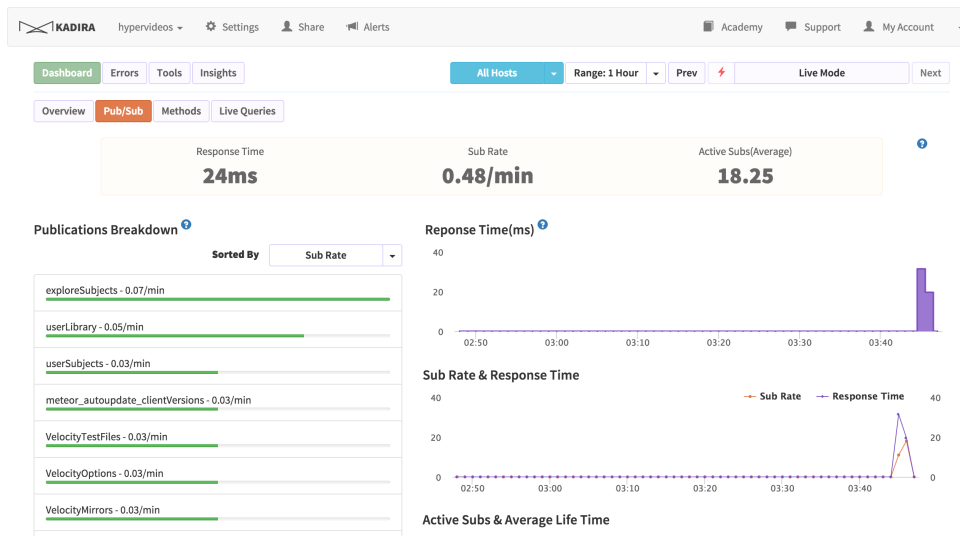 KADIRA hypervideos Settings Share Alerts Academy Support My Account
Dashboard Errors Tools Insights All Hosts Range: 1 Hour Prev Live Mode Next
Overview Pub/Sub Methods Live Queries
Response Time Sub Rate Active Subs(Average)
24ms 0.48/min 18.25
Publications Breakdown ?
Sorted By Sub Rate
exploreSubjects - 0.07/min
userLibrary - 0.05/min
userSubjects - 0.03/min
meteor_autoupdate_clientVersions - 0.03/min
VelocityTestFiles - 0.03/min
VelocityOptions - 0.03/min
VelocityMirrors - 0.03/min
?
Reponse Time(ms) ?
40
20
0
02:50 03:00 03:10 03:20 03:30 03:40
Sub Rate & Response Time
Sub Rate Response Time
40 40
20 20
0 0
02:50 03:00 03:10 03:20 03:30 03:40
Active Subs & Average Life Time